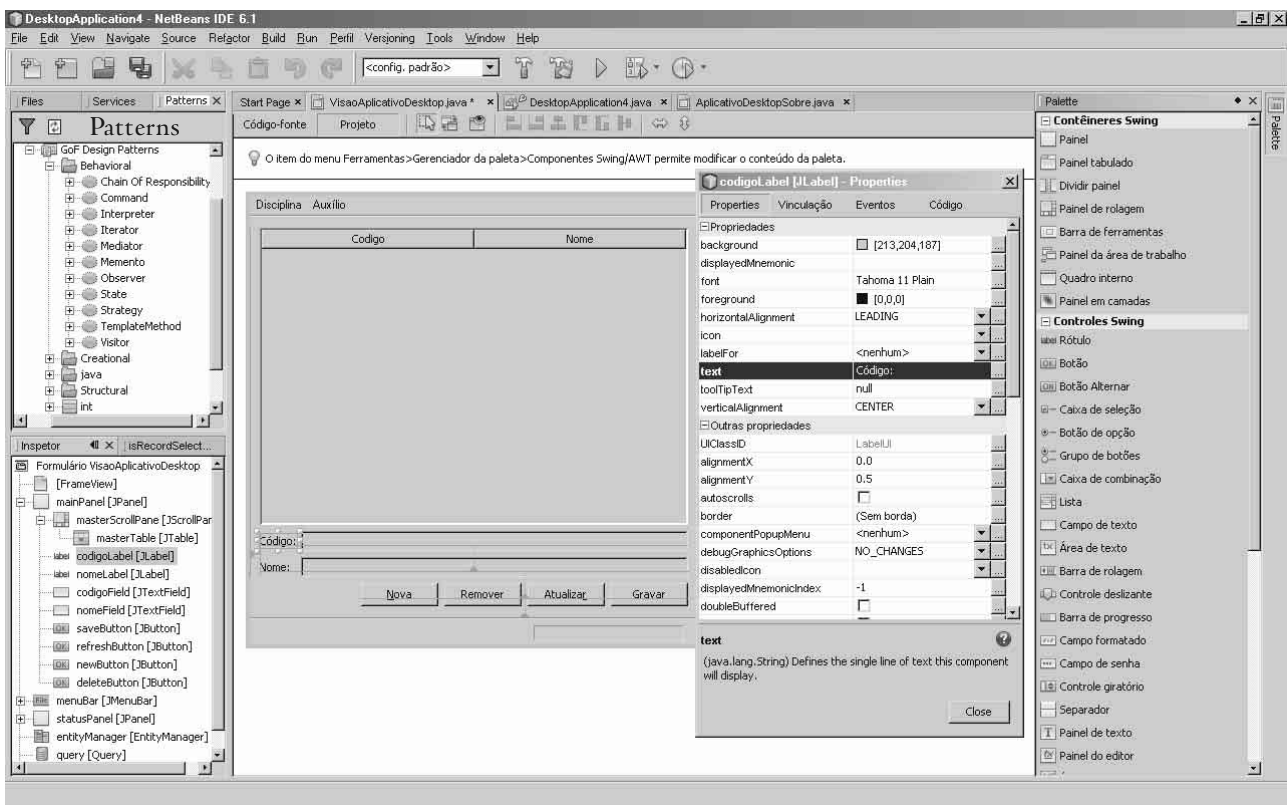 DesktopApplication4 - NetBeans IDE 6.1
File Edit View Navigate Source Refactor Build Run Perfil Versioning Tools Window Help
<config. padrão>
Files Services Patterns
Patterns
GoF Design Patterns
Behavioral
Chain Of Responsibility
Command
Interpreter
Iterator
Mediator
Memento
Observer
State
Strategy
TemplateMethod
Visitor
Creational
java
Structural
int
Inspetor isRecordSelect...
Formulário VisaoAplicativoDesktop
[FrameView]
mainPanel [JPanel]
masterScrollPane [JScrollPar
masterTable [JTable]
label codigoLabel [JLabel]
label nomeLabel [JLabel]
codigoField [JTextField]
nomeField [JTextField]
OK saveButton [JButton]
OK refreshButton [JButton]
OK newButton [JButton]
OK deleteButton [JButton]
File menuBar [JMenuBar]
statusPanel [JPanel]
entityManager [EntityManager]
query [Query]
Start Page VisaoAplicativoDesktop.java * DesktopApplication4.java AplicativoDesktopSobre.java
Código-fonte Projeto
O item do menu Ferramentas>Gerenciador da paleta>Componentes Swing/AWT permite modificar o conteúdo da paleta.
Disciplina Auxílio
Codigo Nome
Código:
Nome:
Nova Remover Atualizar Gravar
codigoLabel [JLabel] - Properties
Properties Vinculação Eventos Código
Propriedades
background [213,204,187] ...
displayedMnemonic ...
font Tahoma 11 Plain ...
foreground [0,0,0] ...
horizontalAlignment LEADING ...
icon ...
labelFor <nenhum> ...
text Código: ...
toolTipText null ...
verticalAlignment CENTER ...
Outras propriedades
UIClassID LabelUI ...
alignmentX 0.0 ...
alignmentY 0.5 ...
autoscrolls ...
border (Sem borda) ...
componentPopupMenu <nenhum> ...
debugGraphicsOptions NO_CHANGES ...
disabledIcon ...
displayedMnemonicIndex -1 ...
doubleBuffered ...
text
(java.lang.String) Defines the single line of text this component
will display.
Close
Palette
Contêineres Swing
Painel
Painel tabulado
Dividir painel
Painel de rolagem
Barra de ferramentas
Painel da área de trabalho
Quadro interno
Painel em camadas
Controles Swing
label Rótulo
OK Botão
ON Botão Alternar
Caixa de seleção
Botão de opção
Grupo de botões
Caixa de combinação
Lista
Campo de texto
Área de texto
Barra de rolagem
Controle deslizante
Barra de progresso
Campo formatado
Campo de senha
Controle giratório
Separador
T Painel de texto
Painel do editor
Palette